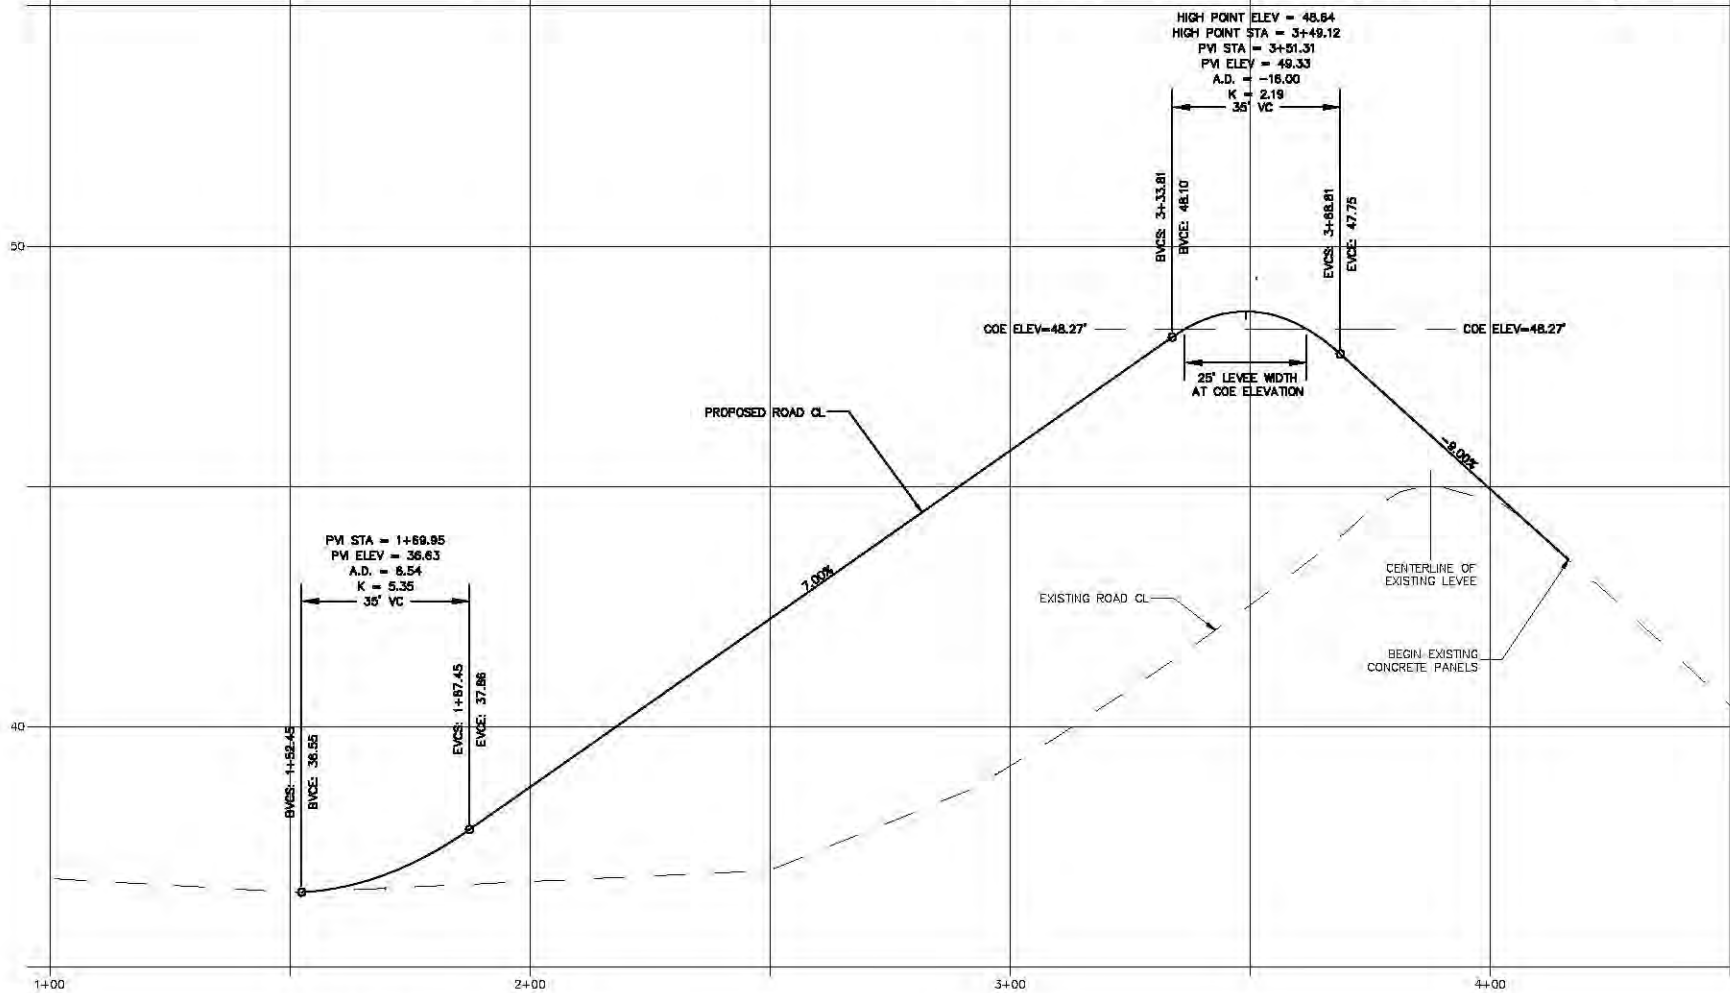 HIGH POINT ELEV = 48.64
HIGH POINT STA = 3+49.12
PVI STA = 3+51.31
PVI ELEV = 49.33
A.D. = -16.00
K = 2.19
35' VC
BVCS: 3+33.81
BVCE: 48.10
EVCS: 3+68.81
EVCE: 47.75
50
COE ELEV=48.27'
COE ELEV=48.27'
25' LEVEE WIDTH
AT COE ELEVATION
PROPOSED ROAD CL
-9.00%
PVI STA = 1+69.95
PVI ELEV = 36.63
A.D. = 6.54
K = 5.35
35' VC
7.00%
CENTERLINE OF
EXISTING LEVEE
EXISTING ROAD CL
BEGIN EXISTING
CONCRETE PANELS
EVCS: 1+87.45
EVCE: 37.86
40
BVCS: 1+52.45
BVCE: 36.55
1+00
2+00
3+00
4+00